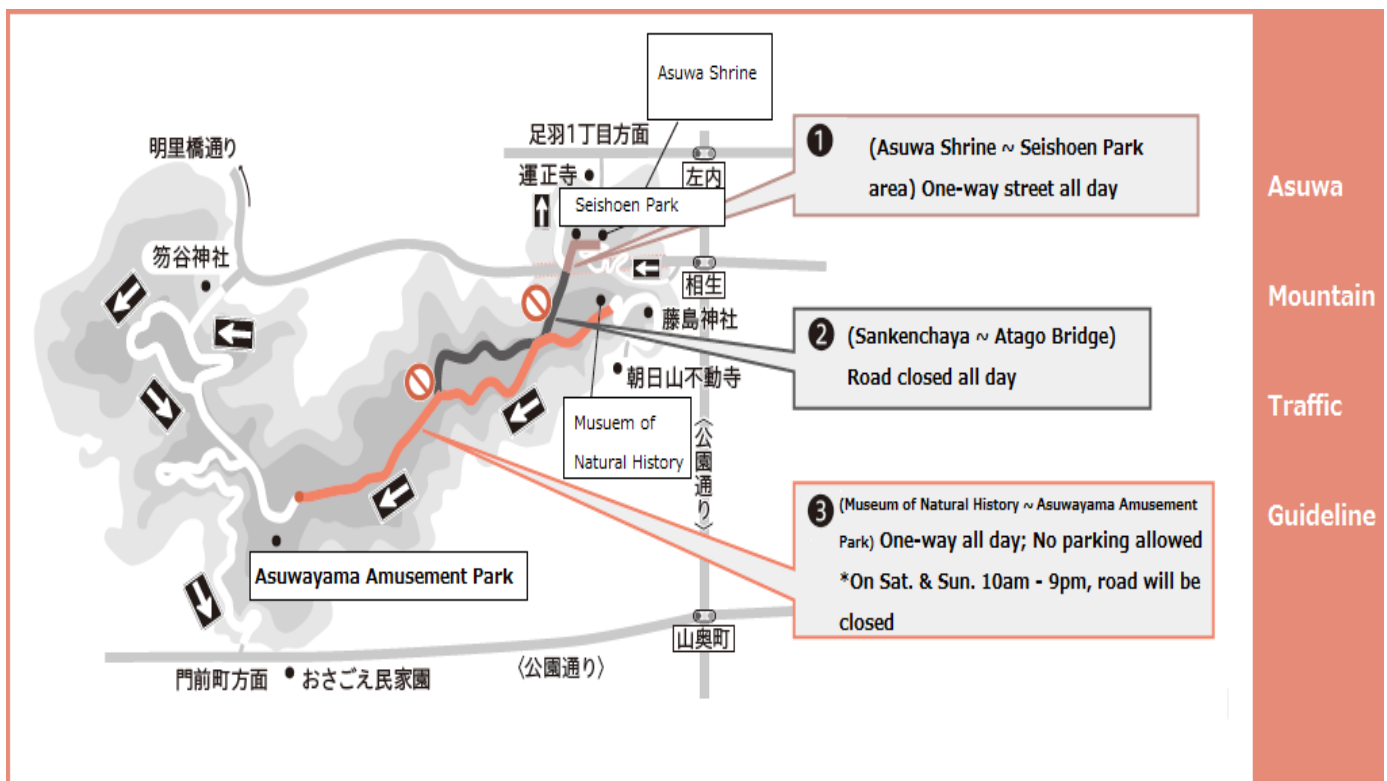 Asuwa Shrine
足羽1丁目方面
明里橋通り
運正寺
左内
Seishoen Park
笏谷神社
相生
藤島神社
朝日山不動寺
Musuem of
Natural History
〈公園通り〉
Asuwayama Amusement Park
山奥町
門前町方面
おさごえ民家園
〈公園通り〉
1 (Asuwa Shrine ~ Seishoen Park
area) One-way street all day
2 (Sankenchaya ~ Atago Bridge)
Road closed all day
3 (Museum of Natural History ~ Asuwayama Amusement
Park) One-way all day; No parking allowed
*On Sat. & Sun. 10am - 9pm, road will be
closed
Asuwa
Mountain
Traffic
Guideline